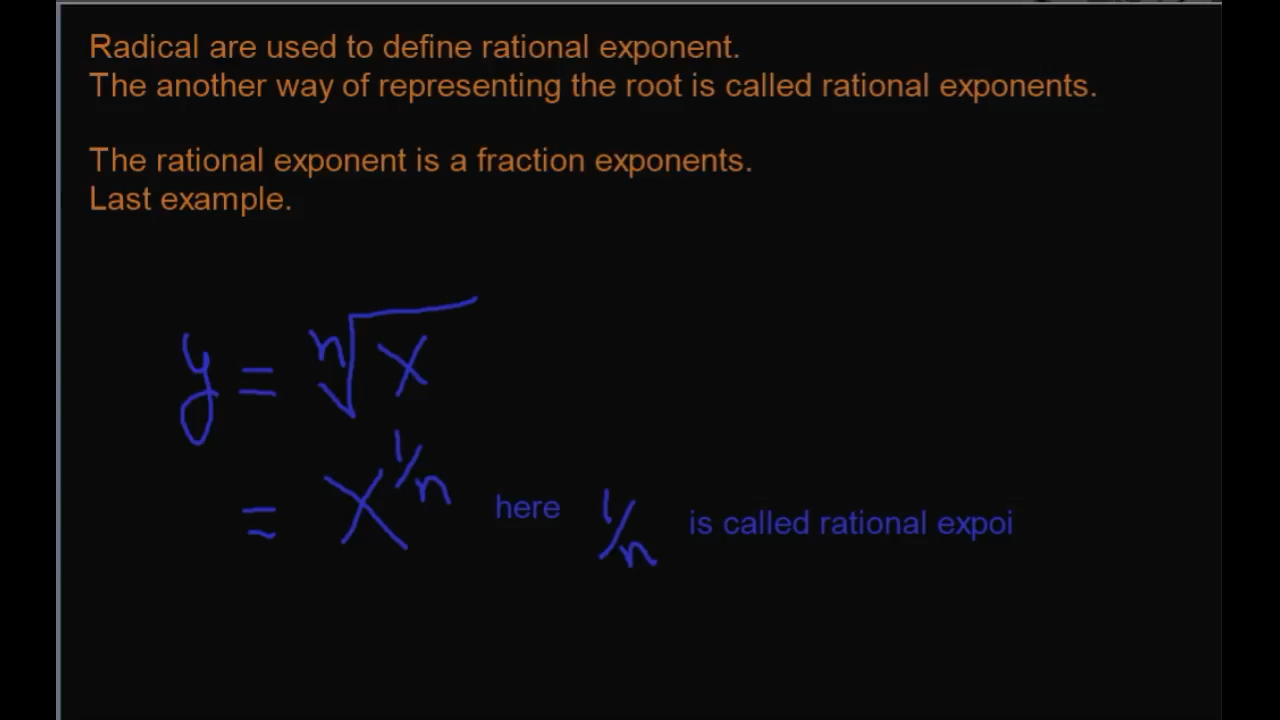 Radical are used to define rational exponent.
The another way of representing the root is called rational exponents.
The rational exponent is a fraction exponents.
Last example.
y = ⁿ√x
= x^1/n here 1/n is called rational expoi